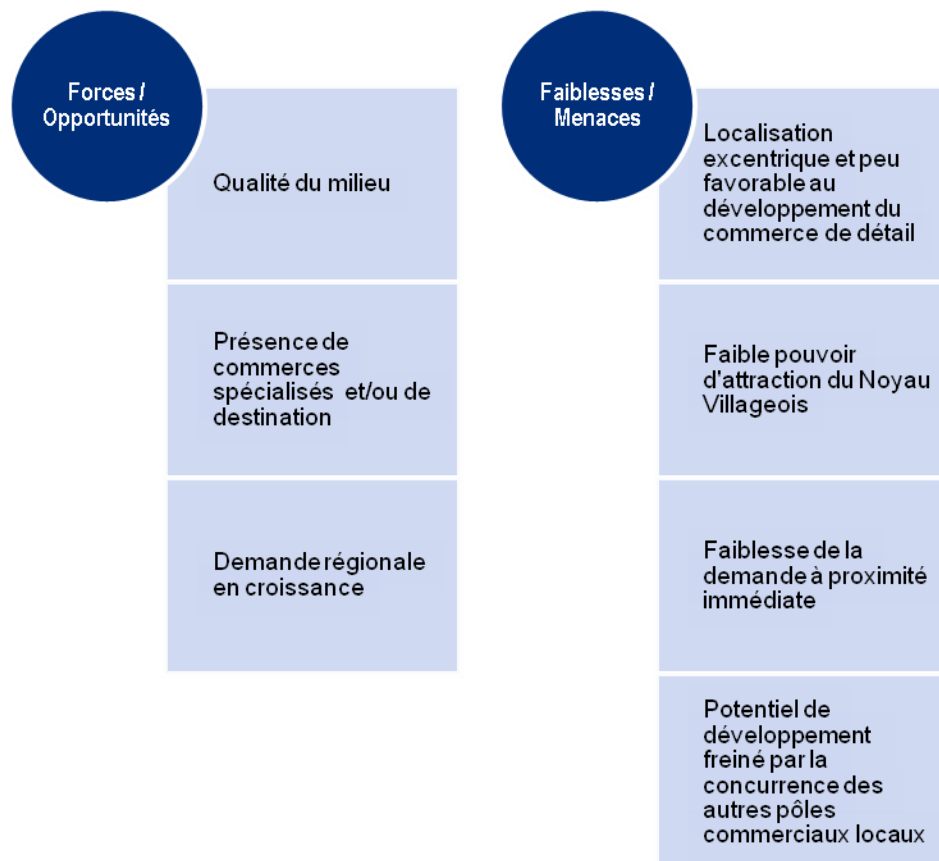 Forces /
Opportunités
Qualité du milieu
Présence de
commerces
spécialisés et/ou de
destination
Demande régionale
en croissance
Faiblesses /
Menaces
Localisation
excentrique et peu
favorable au
développement du
commerce de détail
Faible pouvoir
d'attraction du Noyau
Villageois
Faiblesse de la
demande à proximité
immédiate
Potentiel de
développement
freiné par la
concurrence des
autres pôles
commerciaux locaux